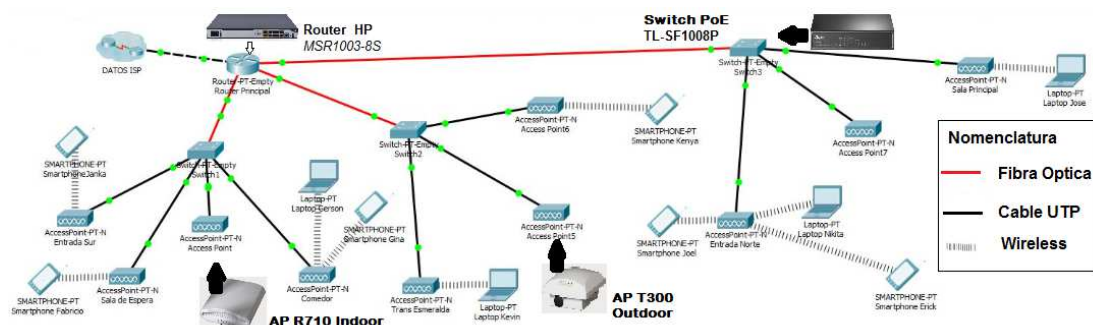 Router HP
MSR1003-8S
Switch PoE
TL-SF1008P
DATOS ISP
Router-PT-Empty
Router Principal
Switch-PT-Empty
Switch3
AccessPoint-PT-N
Sala Principal
Laptop-PT
Laptop Jose
AccessPoint-PT-N
Access Point6
SMARTPHONE-PT
Smartphone Kenya
AccessPoint-PT-N
Access Point7
SMARTPHONE-PT
SmartphoneJanka
Switch-PT-Empty
Switch1
Switch-PT-Empty
Switch2
Laptop-PT
Laptop Gerson
SMARTPHONE-PT
Smartphone Gina
AccessPoint-PT-N
Entrada Sur
AccessPoint-PT-N
Access Point
AccessPoint-PT-N
Access Point5
SMARTPHONE-PT
Smartphone Joel
AccessPoint-PT-N
Entrada Norte
Laptop-PT
Laptop Nikita
SMARTPHONE-PT
Smartphone Fabricio
AccessPoint-PT-N
Sala de Espera
AccessPoint-PT-N
Comedor
AccessPoint-PT-N
Trans Esmeralda
Laptop-PT
Laptop Kevin
SMARTPHONE-PT
Smartphone Erick
AP R710 Indoor
AP T300
Outdoor
Nomenclatura
Fibra Optica
Cable UTP
Wireless